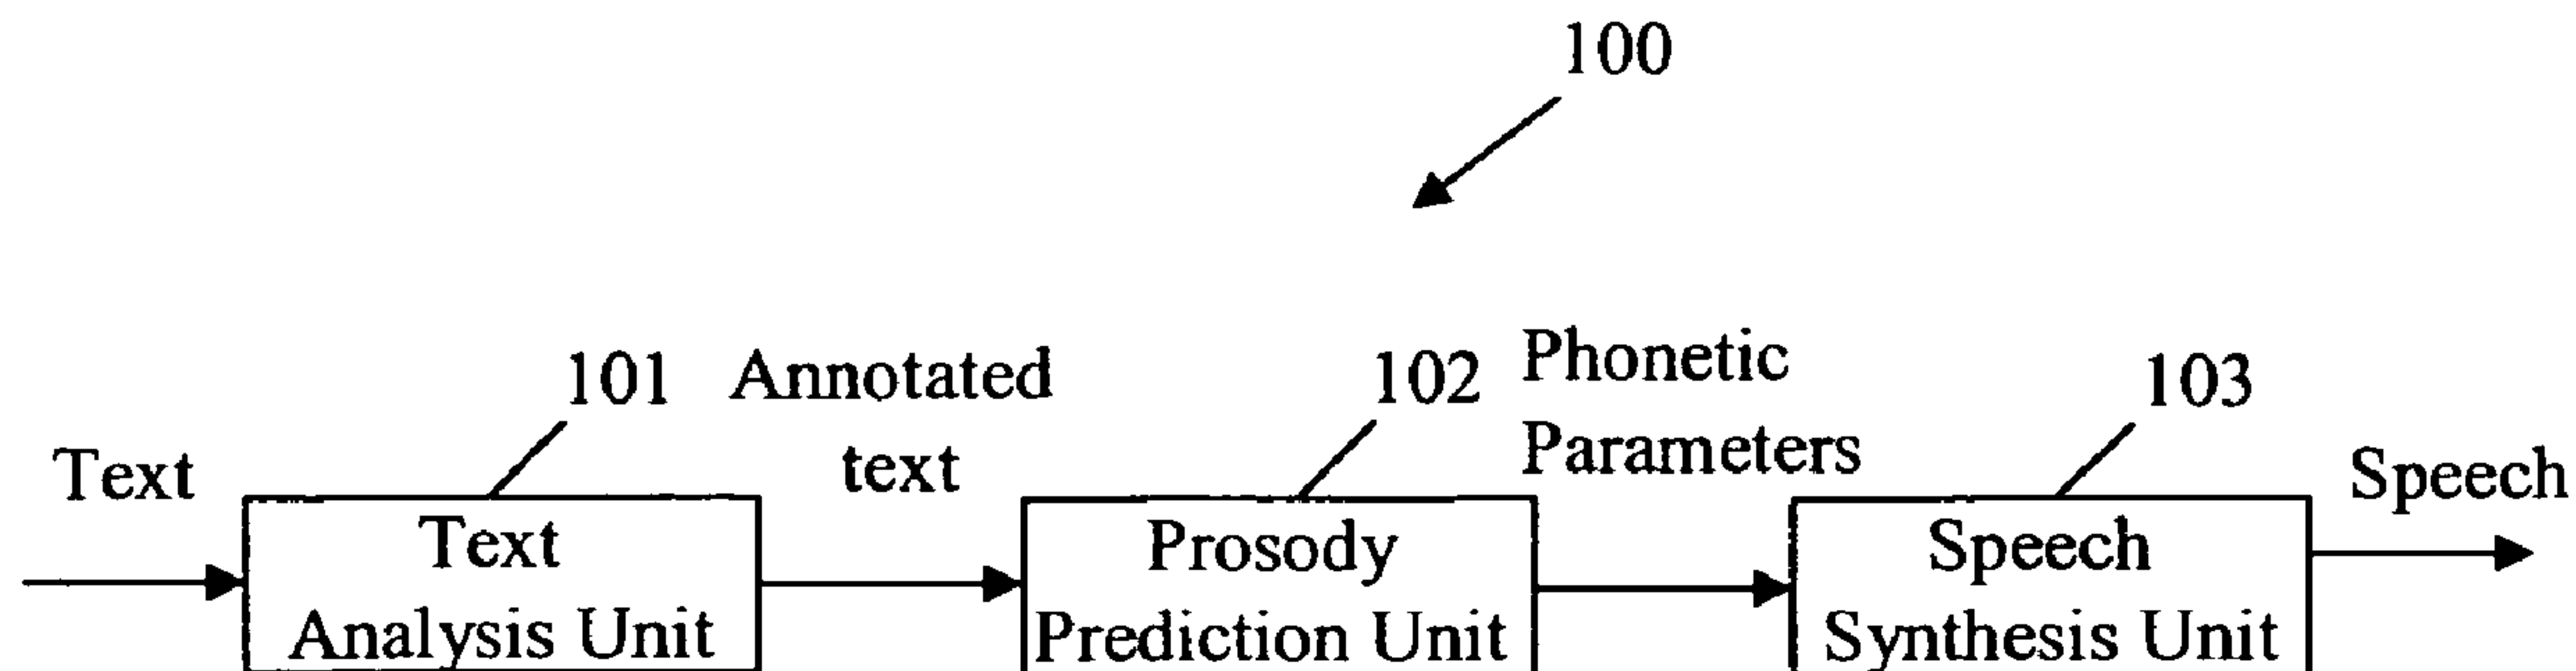 100
101
Annotated
text
102
Phonetic
Parameters
103
Text
Speech
Text
Analysis Unit
Prosody
Prediction Unit
Speech
Synthesis Unit